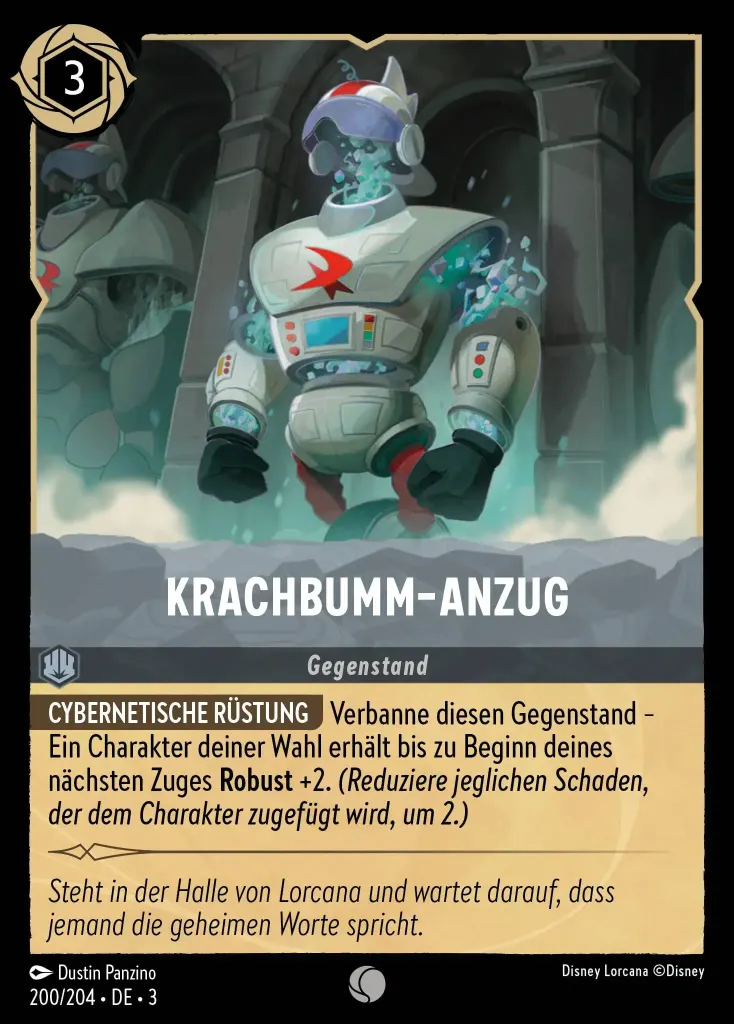 3
KRACHBUMM-ANZUG
Gegenstand
CYBERNETISCHE RÜSTUNG Verbanne diesen Gegenstand –
Ein Charakter deiner Wahl erhält bis zu Beginn deines
nächsten Zuges Robust +2. (Reduziere jeglichen Schaden,
der dem Charakter zugefügt wird, um 2.)
Steht in der Halle von Lorcana und wartet darauf, dass
jemand die geheimen Worte spricht.
Dustin Panzino
Disney Lorcana ©Disney
200/204 • DE • 3